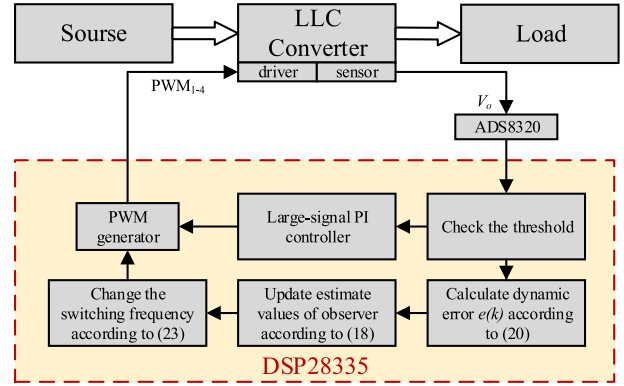 Sourse
LLC
Converter
Load
driver
sensor
PWM1-4
Vo
ADS8320
PWM
generator
Large-signal PI
controller
Check the threshold
Change the
switching frequency
according to (23)
Update estimate
values of observer
according to (18)
Calculate dynamic
error e(k) according
to (20)
DSP28335